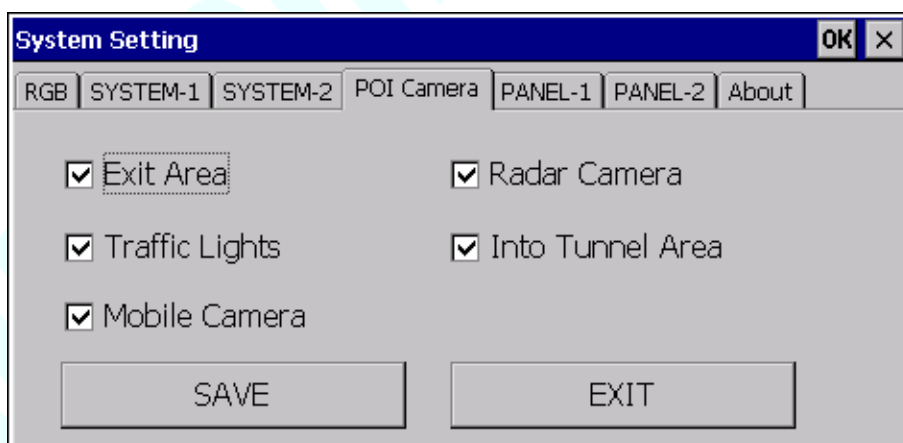 System Setting OK ×
RGB SYSTEM-1 SYSTEM-2 POI Camera PANEL-1 PANEL-2 About
Exit Area Radar Camera
Traffic Lights Into Tunnel Area
Mobile Camera
SAVE EXIT